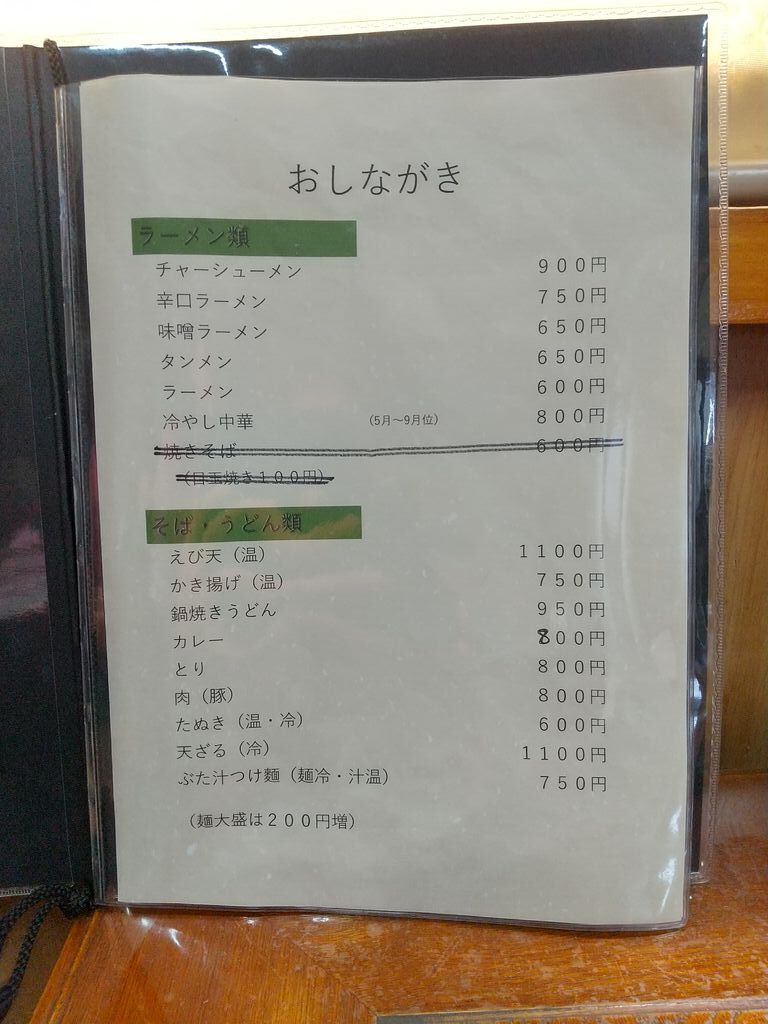 おしながき
ラーメン類
チャーシューメン ９００円
辛口ラーメン ７５０円
味噌ラーメン ６５０円
タンメン ６５０円
ラーメン ６００円
冷やし中華 (5月～9月位) ８００円
焼きそば ６００円
（目玉焼き１００円）
そば・うどん類
えび天（温） １１００円
かき揚げ（温） ７５０円
鍋焼きうどん ９５０円
カレー ８００円
とり ８００円
肉（豚） ８００円
たぬき（温・冷） ６００円
天ざる（冷） １１００円
ぶた汁つけ麺（麺冷・汁温） ７５０円
（麺大盛は２００円増）